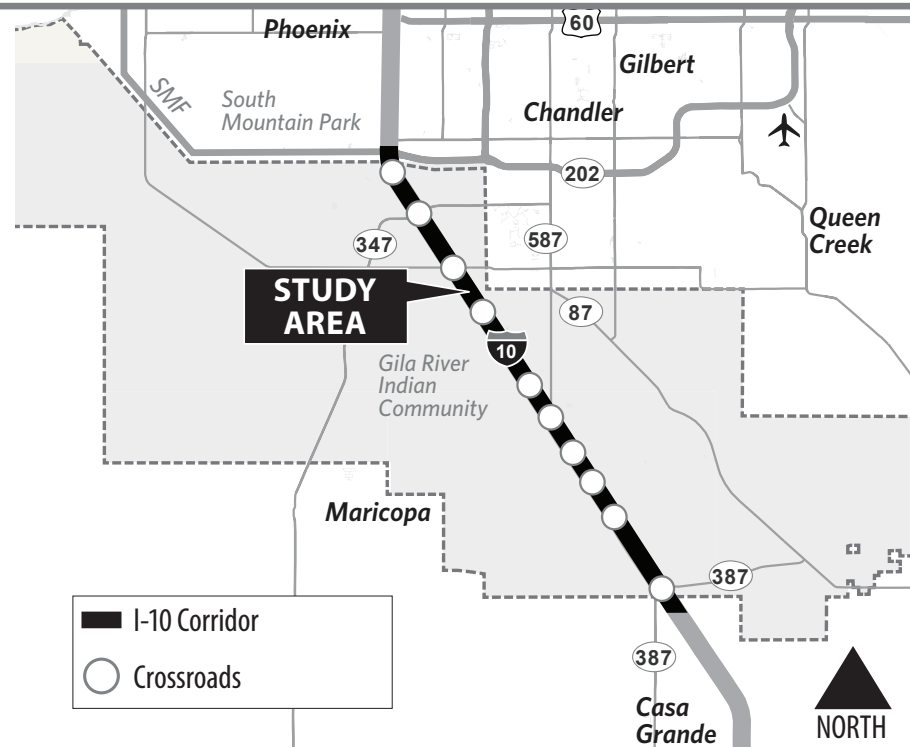 60
Phoenix
Gilbert
SMF
South
Mountain Park
Chandler
202
Queen
Creek
347
587
STUDY
AREA
87
10
Gila River
Indian
Community
Maricopa
387
I-10 Corridor
Crossroads
387
Casa
Grande
NORTH